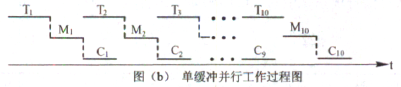 T1 T2 T3 ••• T10
M1 M2 ••• M10
C1 C2 ••• C9 C10
t
图（b） 单缓冲并行工作过程图